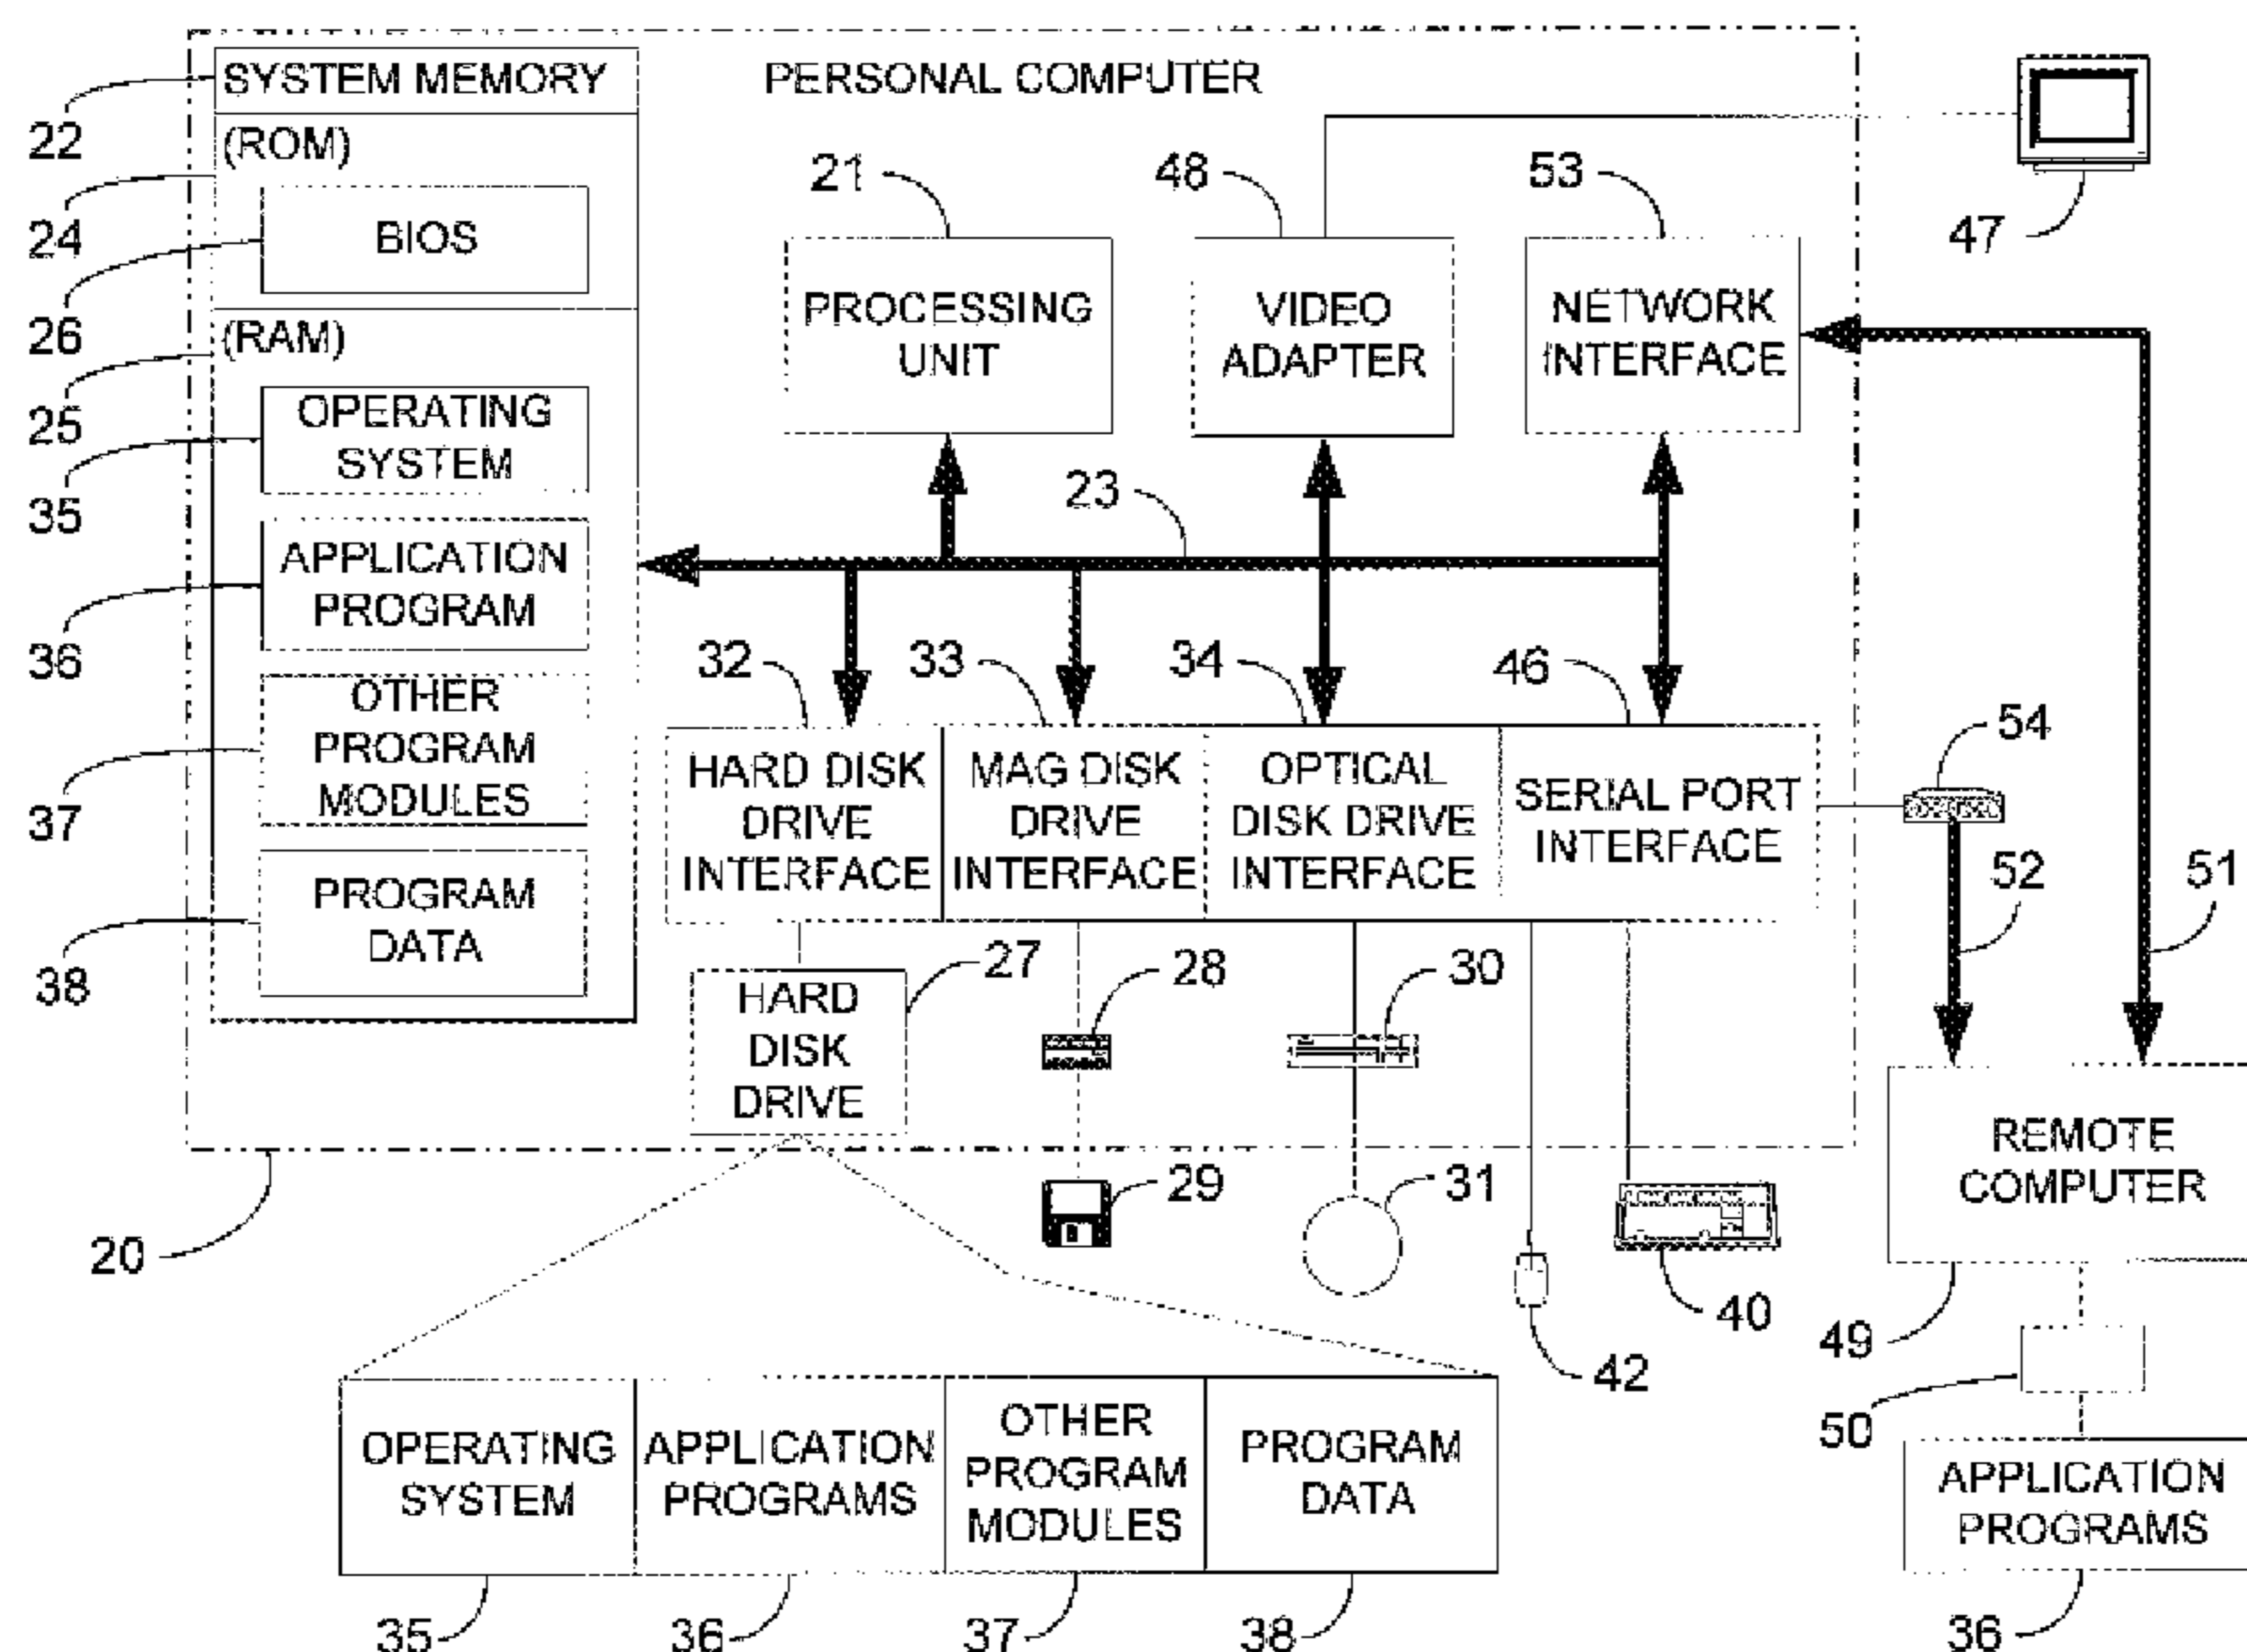 SYSTEM MEMORY
PERSONAL COMPUTER
22
(ROM)
24
BIOS
26
(RAM)
25
OPERATING
SYSTEM
35
APPLICATION
PROGRAM
36
OTHER
PROGRAM
MODULES
37
PROGRAM
DATA
38
21
48
53
47
PROCESSING
UNIT
VIDEO
ADAPTER
NETWORK
INTERFACE
23
32
33
34
46
54
HARD DISK
DRIVE
INTERFACE
MAG DISK
DRIVE
INTERFACE
OPTICAL
DISK DRIVE
INTERFACE
SERIAL PORT
INTERFACE
52
51
27
28
30
HARD
DISK
DRIVE
REMOTE
COMPUTER
20
29
31
40
42
49
50
OPERATING
SYSTEM
APPLICATION
PROGRAMS
OTHER
PROGRAM
MODULES
PROGRAM
DATA
APPLICATION
PROGRAMS
35
36
37
38
36